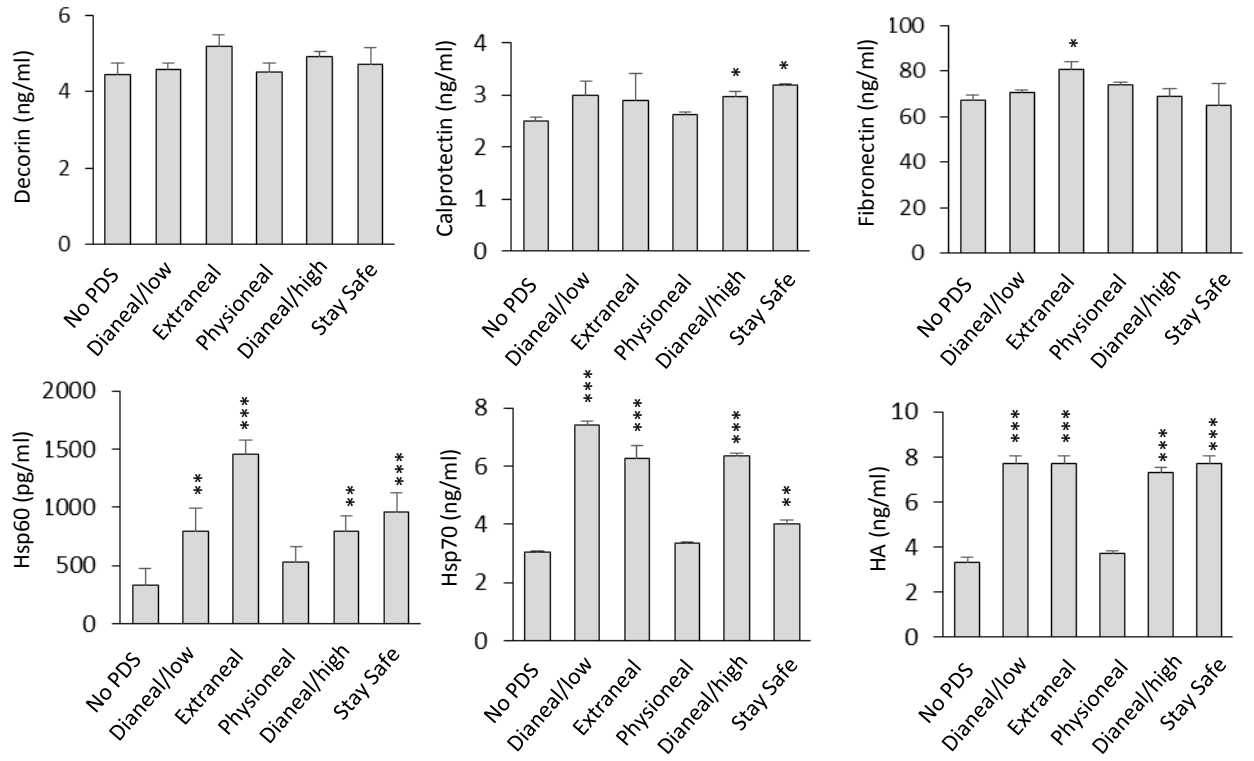 Decorin (ng/ml)
6
4
2
0
No PDS
Dianeal/low
Extraneal
Physioneal
Dianeal/high
Stay Safe
Calprotectin (ng/ml)
4
3
2
1
0
*
*
No PDS
Dianeal/low
Extraneal
Physioneal
Dianeal/high
Stay Safe
Fibronectin (ng/ml)
100
80
60
40
20
0
*
No PDS
Dianeal/low
Extraneal
Physioneal
Dianeal/high
Stay Safe
Hsp60 (pg/ml)
2000
1500
1000
500
0
**
***
**
***
No PDS
Dianeal/low
Extraneal
Physioneal
Dianeal/high
Stay Safe
Hsp70 (ng/ml)
8
6
4
2
0
***
***
***
**
No PDS
Dianeal/low
Extraneal
Physioneal
Dianeal/high
Stay Safe
HA (ng/ml)
10
8
6
4
2
0
***
***
***
***
No PDS
Dianeal/low
Extraneal
Physioneal
Dianeal/high
Stay Safe